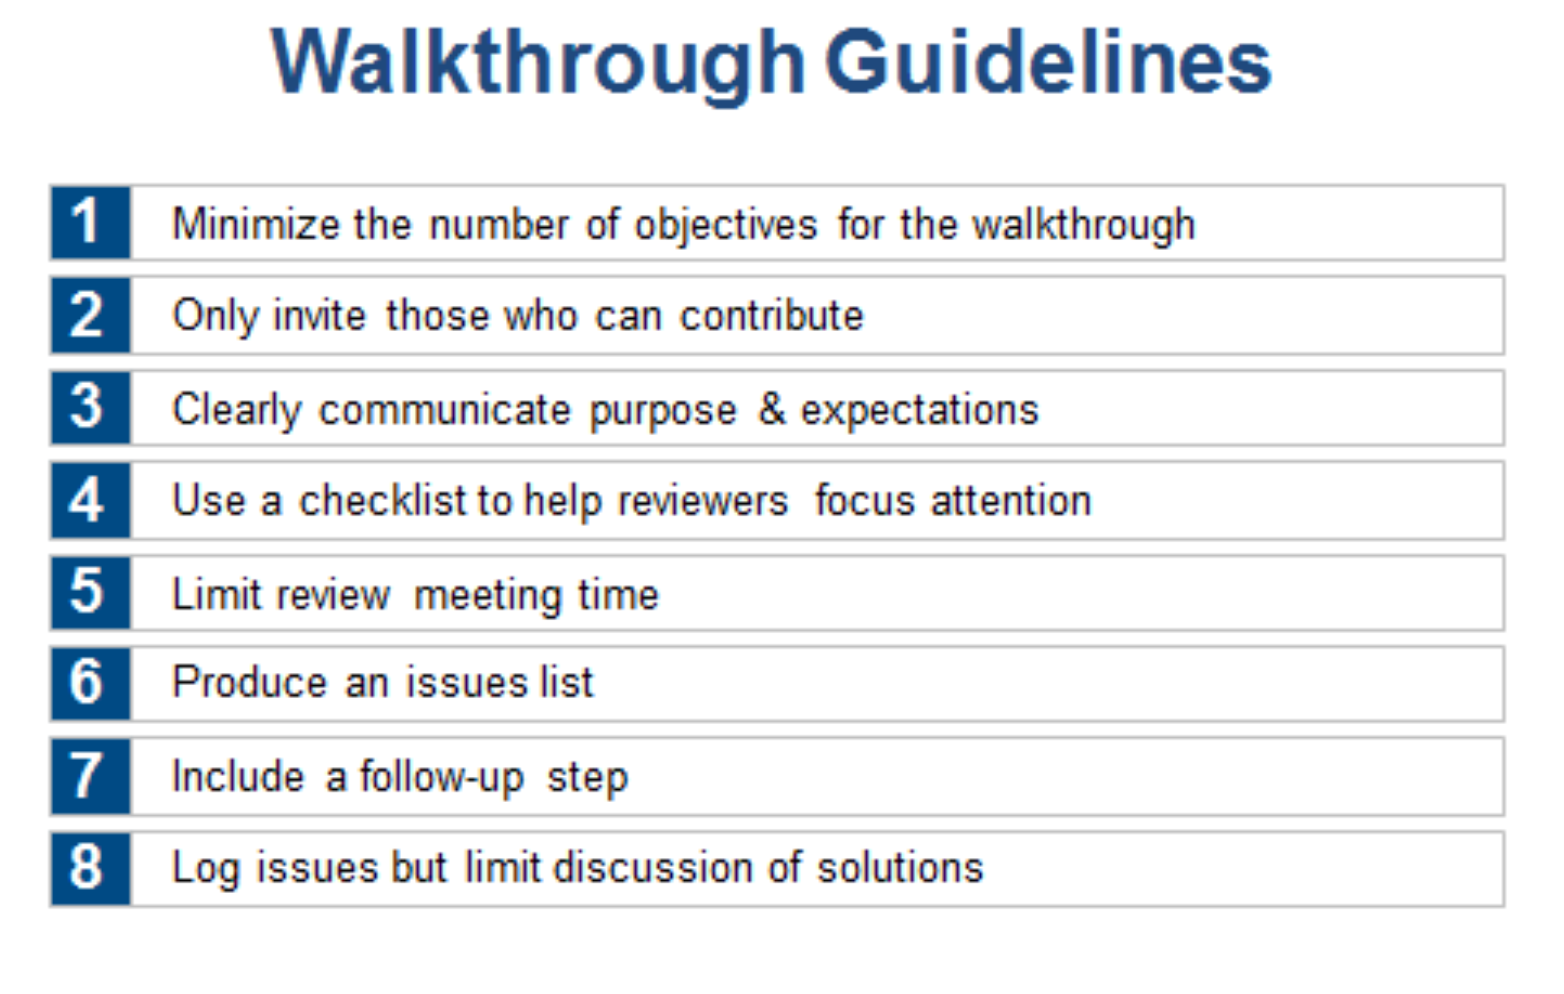 Walkthrough Guidelines
1 Minimize the number of objectives for the walkthrough
2 Only invite those who can contribute
3 Clearly communicate purpose & expectations
4 Use a checklist to help reviewers focus attention
5 Limit review meeting time
6 Produce an issues list
7 Include a follow-up step
8 Log issues but limit discussion of solutions